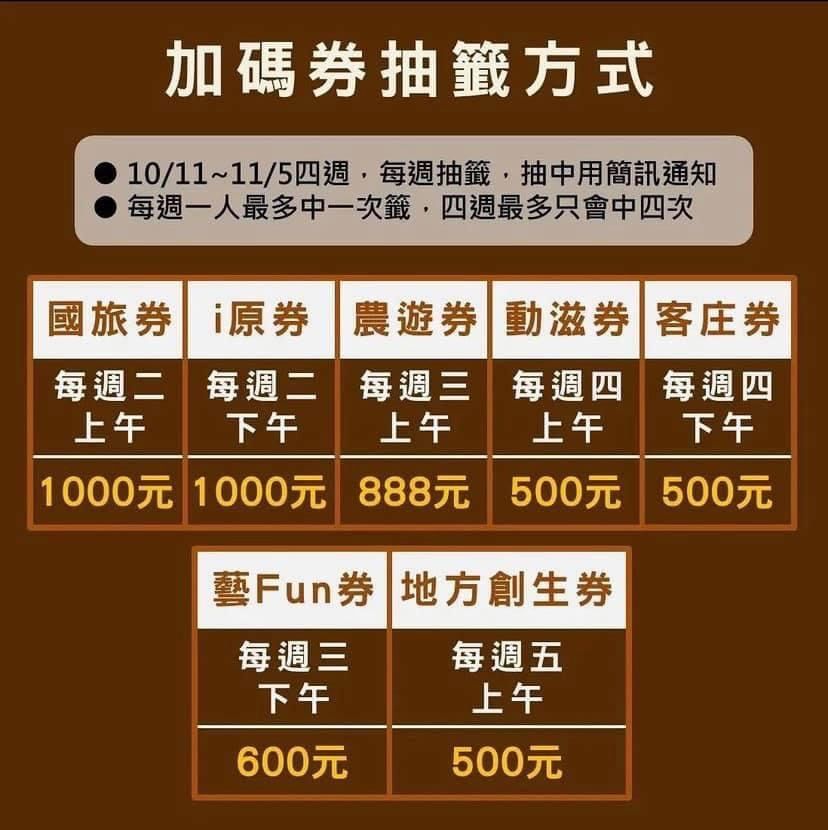 加碼券抽籤方式
● 10/11~11/5四週，每週抽籤，抽中用簡訊通知
● 每週一人最多中一次籤，四週最多只會中四次
國旅券 i原券 農遊券 動滋券 客庄券
每週二 每週二 每週三 每週四 每週四
上午 下午 上午 上午 下午
1000元 1000元 888元 500元 500元
藝Fun券 地方創生券
每週三 每週五
下午 上午
600元 500元